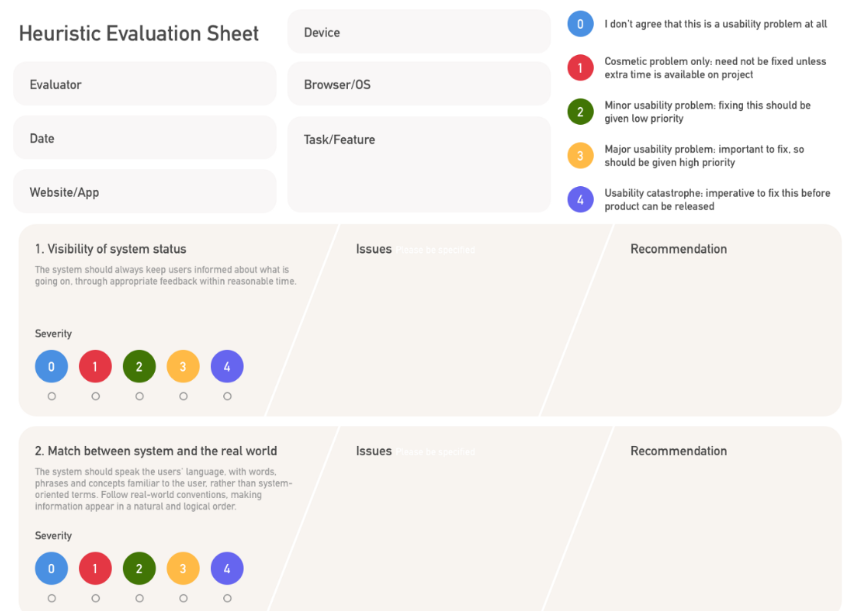 Heuristic Evaluation Sheet
Evaluator
Date
Website/App
Device
Browser/OS
Task/Feature
0 I don't agree that this is a usability problem at all
1 Cosmetic problem only: need not be fixed unless
extra time is available on project
2 Minor usability problem: fixing this should be
given low priority
3 Major usability problem: important to fix, so
should be given high priority
4 Usability catastrophe: imperative to fix this before
product can be released
1. Visibility of system status
The system should always keep users informed about what is
going on, through appropriate feedback within reasonable time.
Severity
0 1 2 3 4
Issues Please be specified
Recommendation
2. Match between system and the real world
The system should speak the users' language, with words,
phrases and concepts familiar to the user, rather than system-
oriented terms. Follow real-world conventions, making
information appear in a natural and logical order.
Severity
0 1 2 3 4
Issues Please be specified
Recommendation